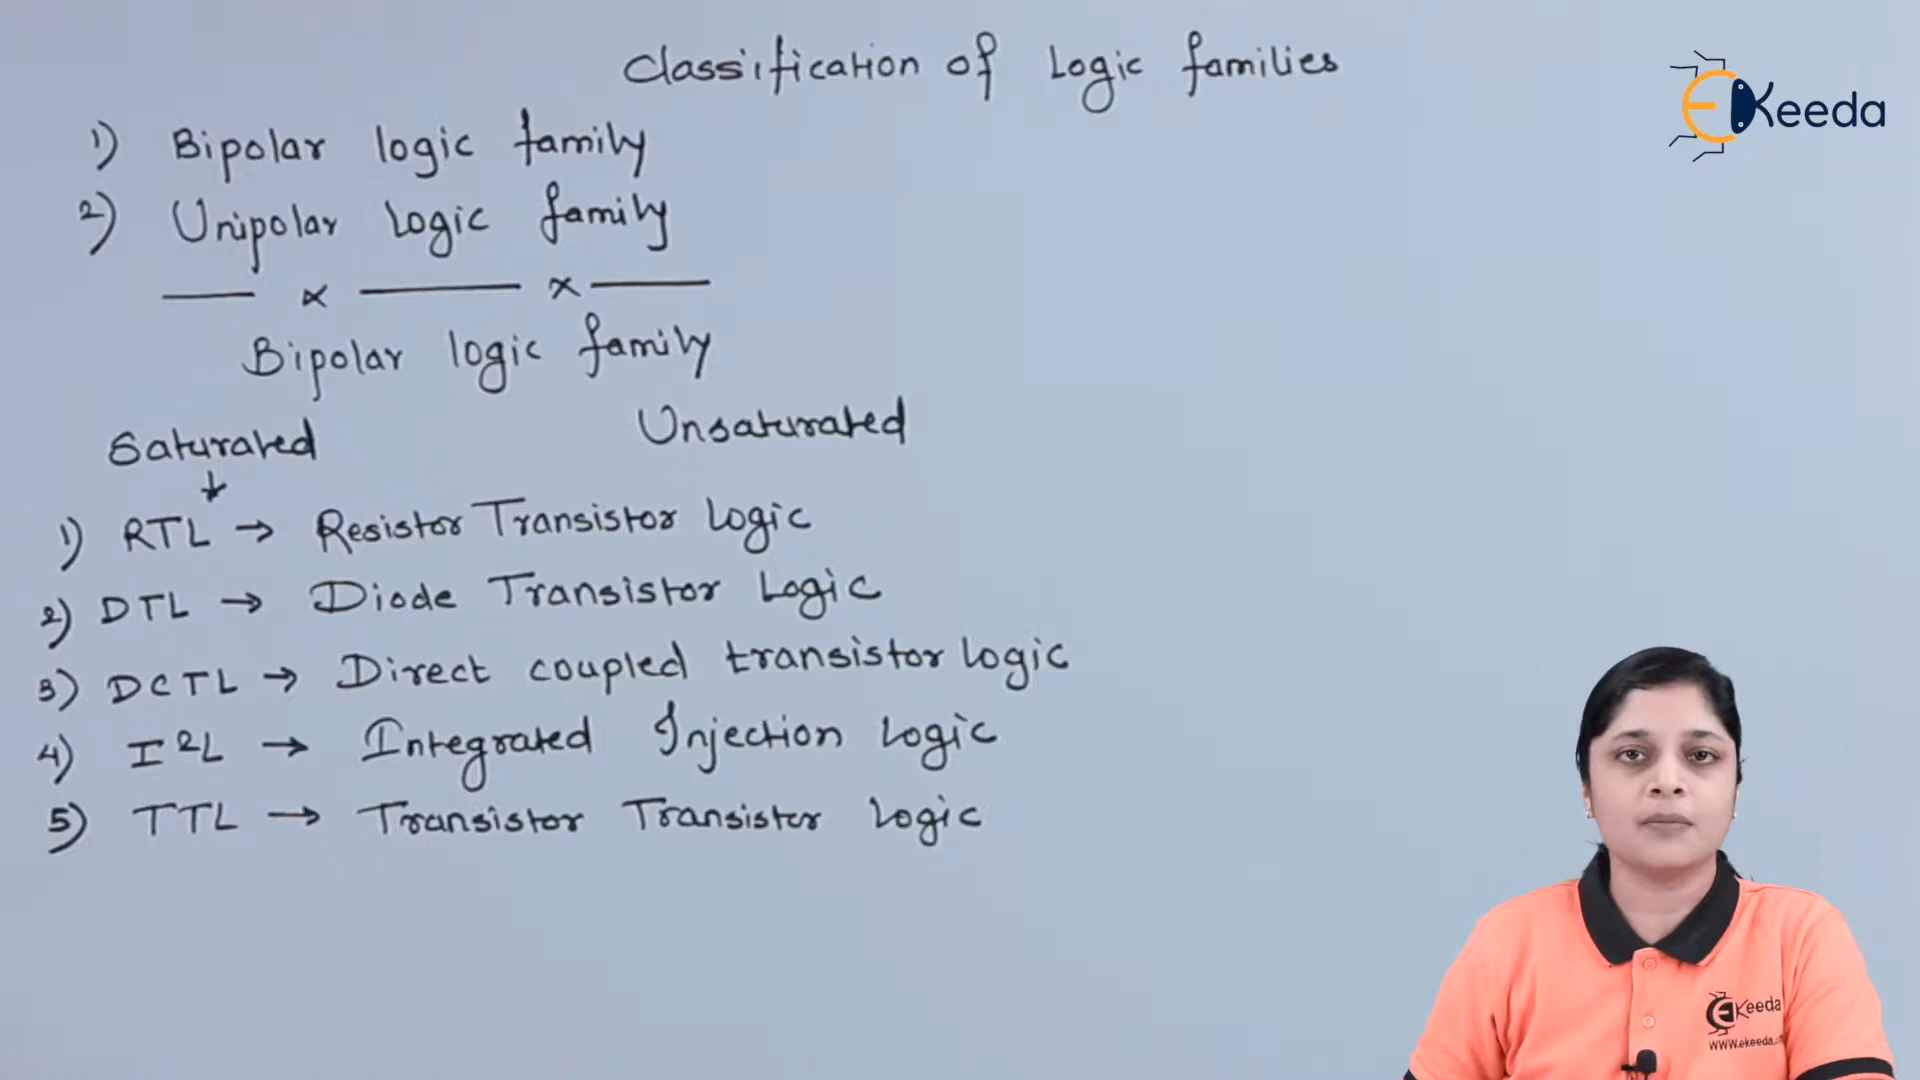 Classification of Logic families
EKeeda
1) Bipolar logic family
2) Unipolar Logic family
— x — x —
Bipolar logic family
Saturated Unsaturated
↓
1) RTL → Resistor Transistor Logic
2) DTL → Diode Transistor Logic
3) DCTL → Direct coupled transistor logic
4) I2L → Integrated Injection Logic
5) TTL → Transistor Transistor Logic
EKeeda